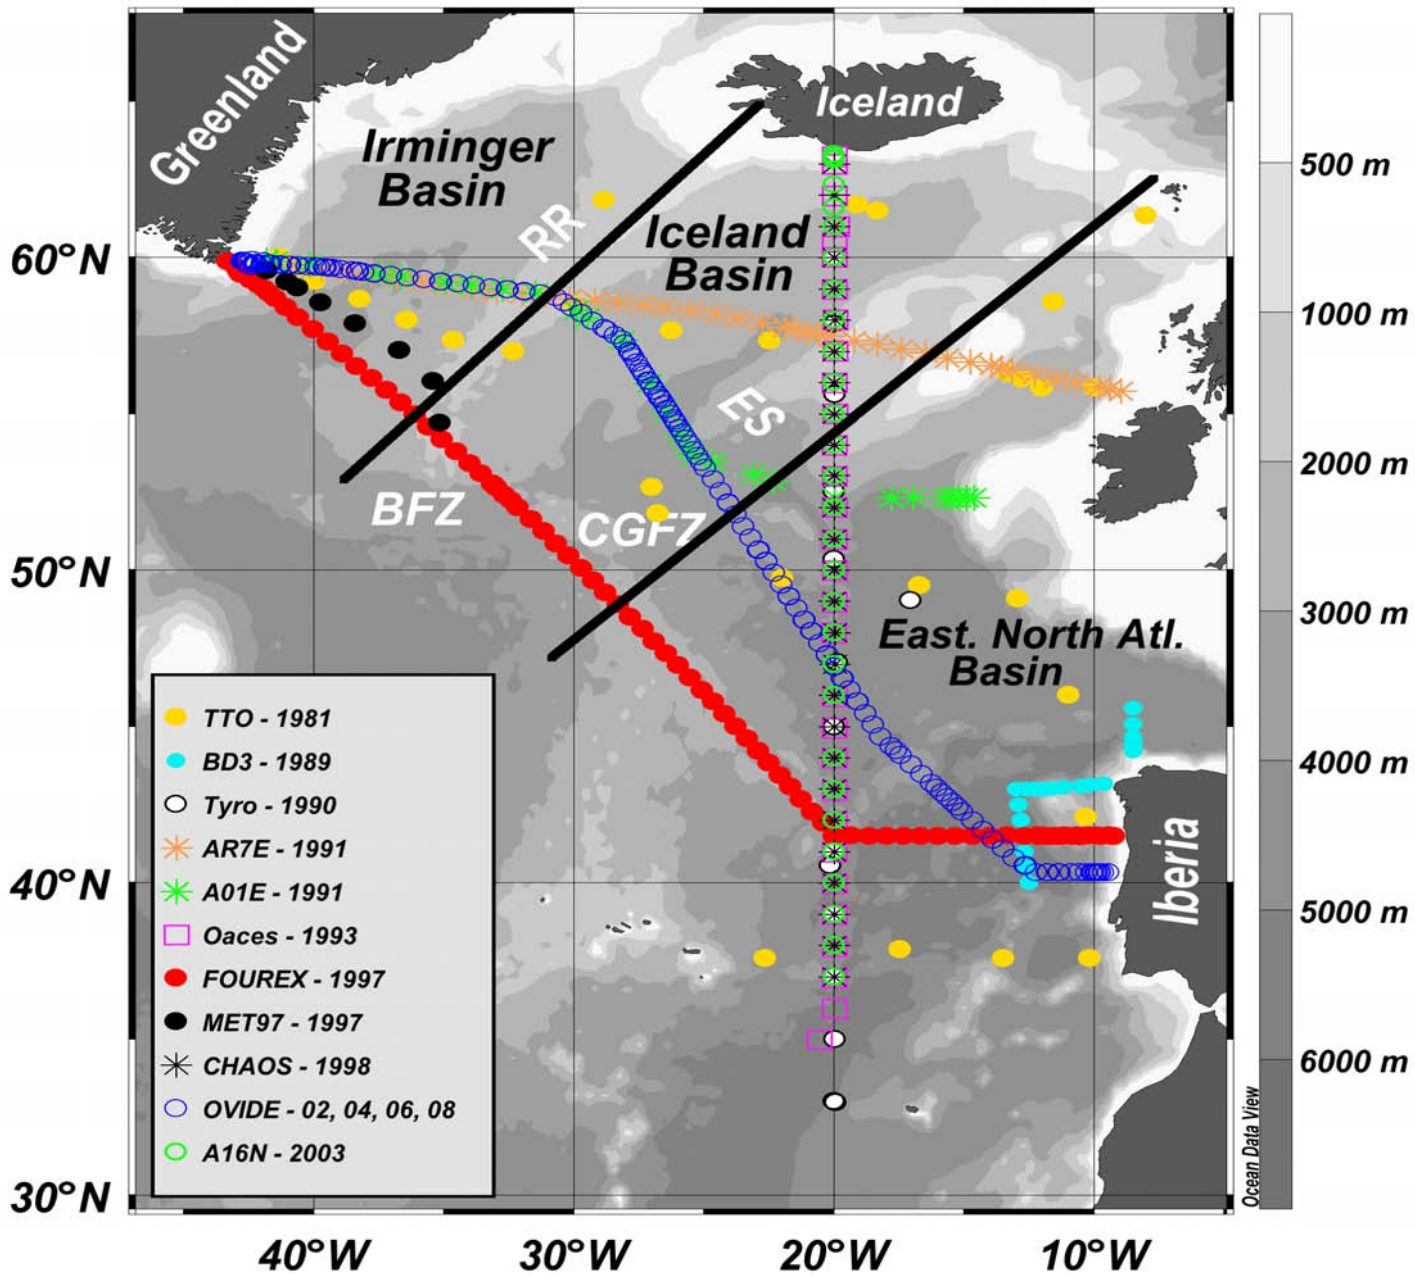 Greenland
Iceland
Irminger
Basin
RR
Iceland
Basin
ES
BFZ
CGFZ
East. North Atl.
Basin
Iberia
60°N
50°N
40°N
30°N
40°W
30°W
20°W
10°W
TTO - 1981
BD3 - 1989
Tyro - 1990
AR7E - 1991
A01E - 1991
Oaces - 1993
FOUREX - 1997
MET97 - 1997
CHAOS - 1998
OVIDE - 02, 04, 06, 08
A16N - 2003
500 m
1000 m
2000 m
3000 m
4000 m
5000 m
6000 m
Ocean Data View